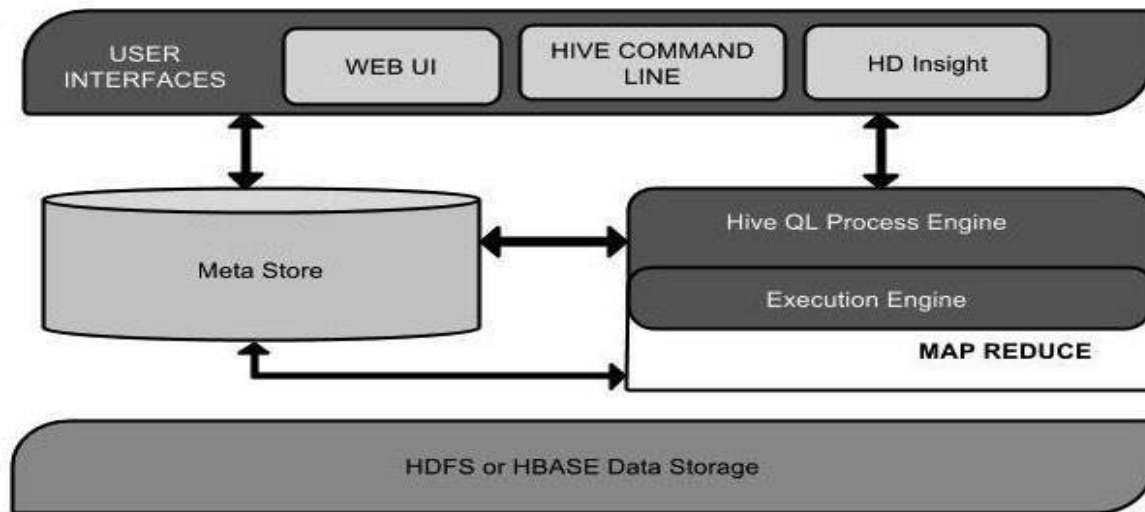 USER
INTERFACES
WEB UI
HIVE COMMAND
LINE
HD Insight
Meta Store
Hive QL Process Engine
Execution Engine
MAP REDUCE
HDFS or HBASE Data Storage